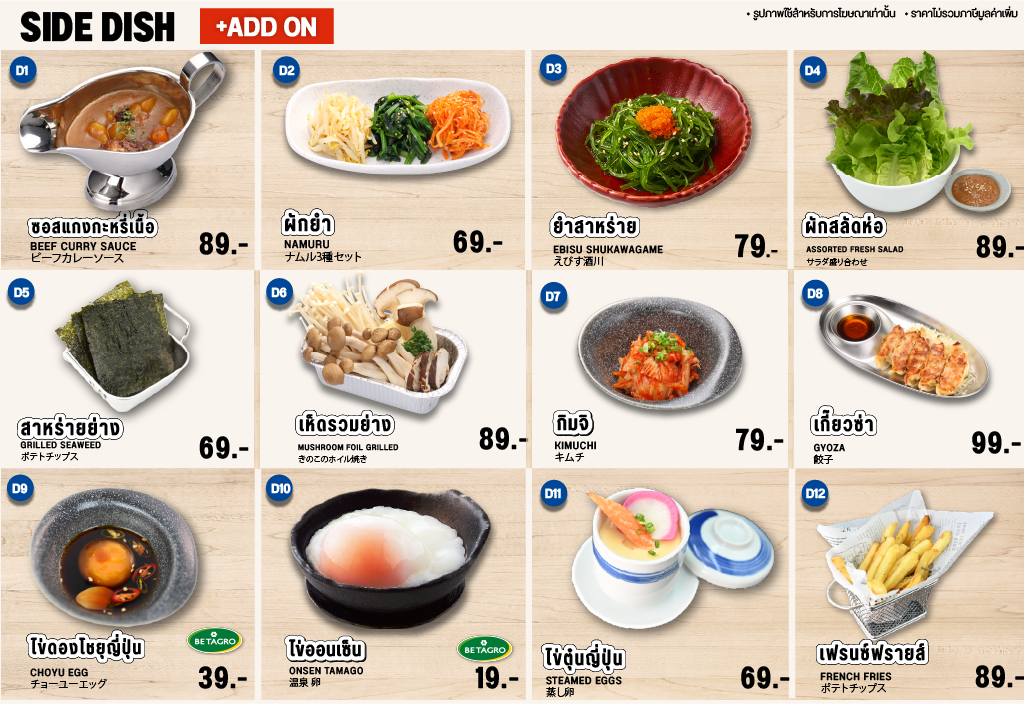 SIDE DISH
+ADD ON
• รูปภาพใช้สำหรับการโฆษณาเท่านั้น • ราคาไม่รวมภาษีมูลค่าเพิ่ม
D1
ซอสแกงกะหรี่เนื้อ
BEEF CURRY SAUCE
ビーフカレーソース
89.-
D2
ผักยำ
NAMURU
ナムル3種セット
69.-
D3
ยำสาหร่าย
EBISU SHUKAWAGAME
えびす酒川
79.-
D4
ผักสลัดห่อ
ASSORTED FRESH SALAD
サラダ盛り合わせ
89.-
D5
สาหร่ายย่าง
GRILLED SEAWEED
ポテトチップス
69.-
D6
เห็ดรวมย่าง
MUSHROOM FOIL GRILLED
きのこのホイル焼き
89.-
D7
กิมจิ
KIMUCHI
キムチ
79.-
D8
เกี๊ยวซ่า
GYOZA
餃子
99.-
D9
ไข่ดองโชยุญี่ปุ่น
CHOYU EGG
チョーユーエッグ
BETAGRO
39.-
D10
ไข่ออนเซ็น
ONSEN TAMAGO
温泉 卵
BETAGRO
19.-
D11
ไข่ตุ๋นญี่ปุ่น
STEAMED EGGS
蒸し卵
69.-
D12
เฟรนช์ฟรายส์
FRENCH FRIES
ポテトチップス
89.-